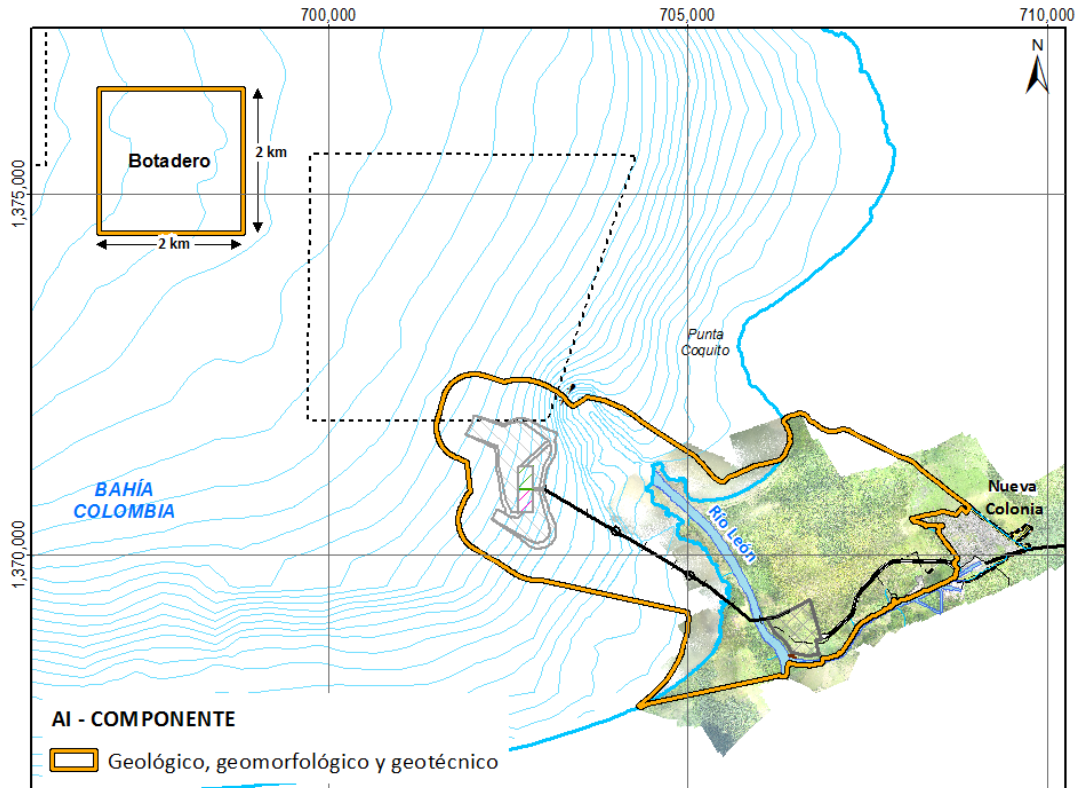 700,000
705,000
710,000
N
Botadero
2 km
2 km
1,375,000
Punta
Coquito
BAHÍA
COLOMBIA
Río León
Nueva
Colonia
1,370,000
AI - COMPONENTE
Geológico, geomorfológico y geotécnico